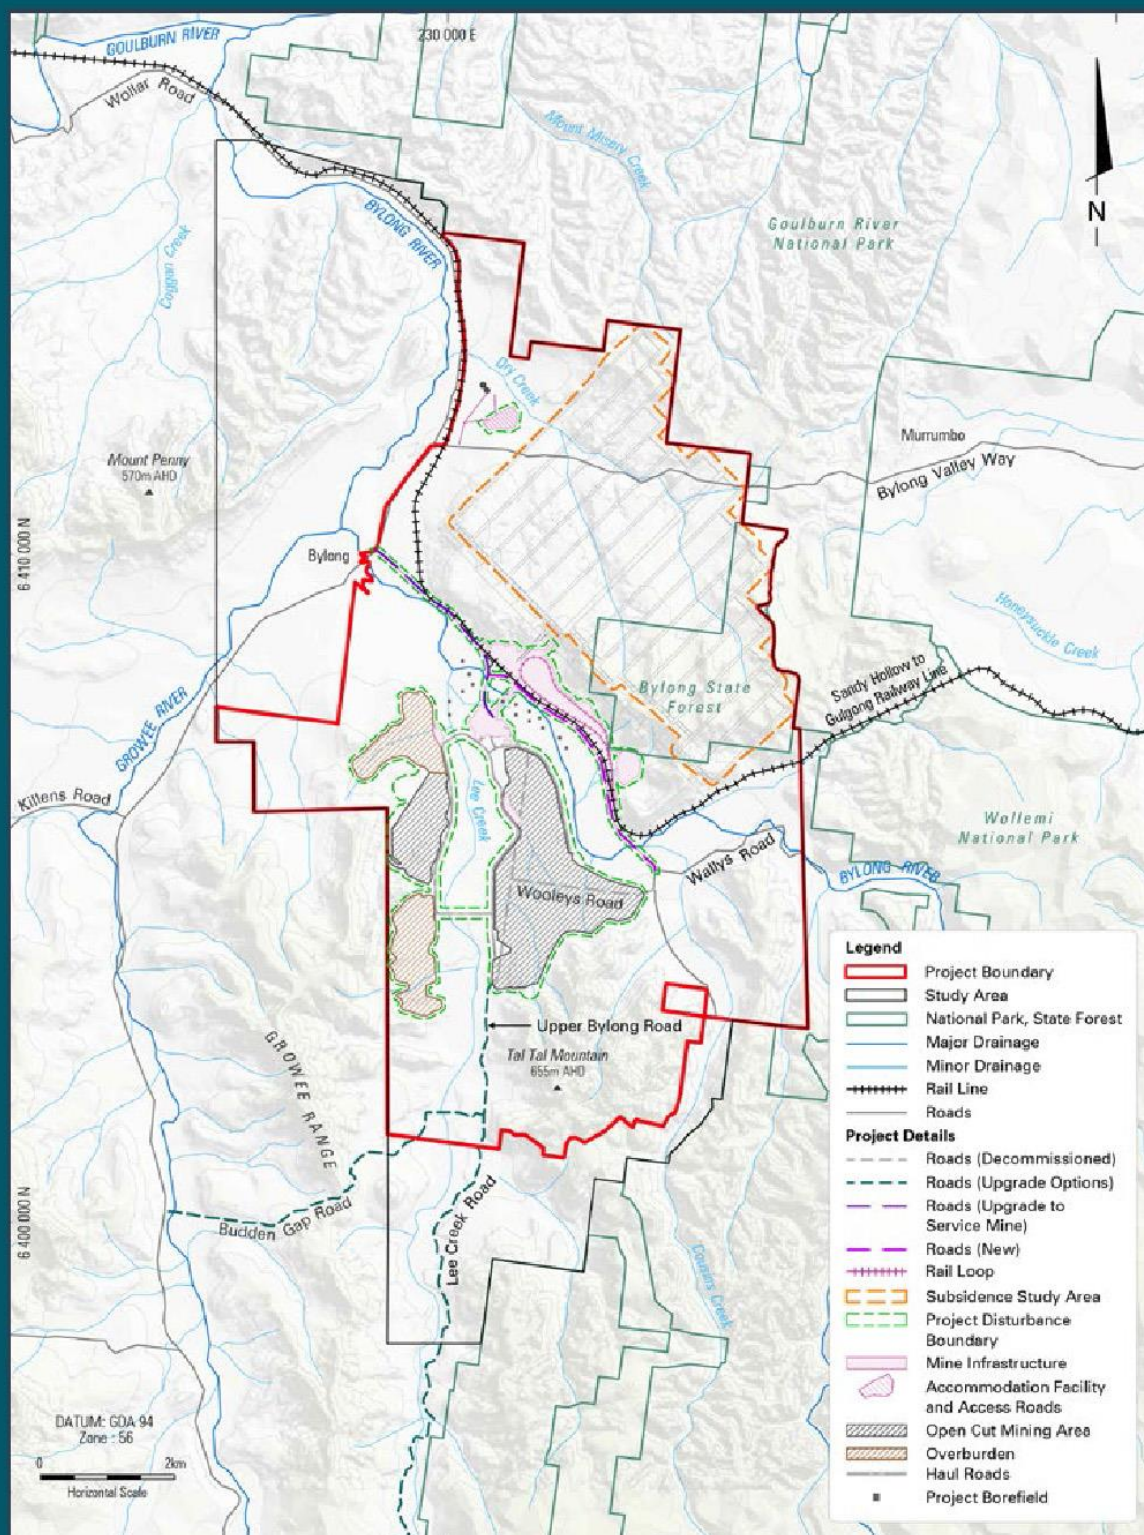 230 000 E
GOULBURN RIVER
Wollar Road
Mount Misery Creek
N
BYLONG RIVER
Goulburn River
National Park
Coggan Creek
Dry Creek
Murrumbo
Bylong Valley Way
Mount Penny
570m AHD
6 410 000 N
Bylong
Honeysuckle Creek
Sandy Hollow to
Gulgong Railway Line
Bylong State
Forest
GROWEE RIVER
Killens Road
Lee Creek
Wollemi
National Park
Wallys Road
BYLONG RIVER
Wooleys Road
Upper Bylong Road
Tal Tal Mountain
655m AHD
GROWEE RANGE
Budden Gap Road
Lee Creek Road
6 400 000 N
Cousins Creek
DATUM: GDA 94
Zone : 56
0 2km
Horizontal Scale
Legend
Project Boundary
Study Area
National Park, State Forest
Major Drainage
Minor Drainage
Rail Line
Roads
Project Details
Roads (Decommissioned)
Roads (Upgrade Options)
Roads (Upgrade to
Service Mine)
Roads (New)
Rail Loop
Subsidence Study Area
Project Disturbance
Boundary
Mine Infrastructure
Accommodation Facility
and Access Roads
Open Cut Mining Area
Overburden
Haul Roads
Project Borefield